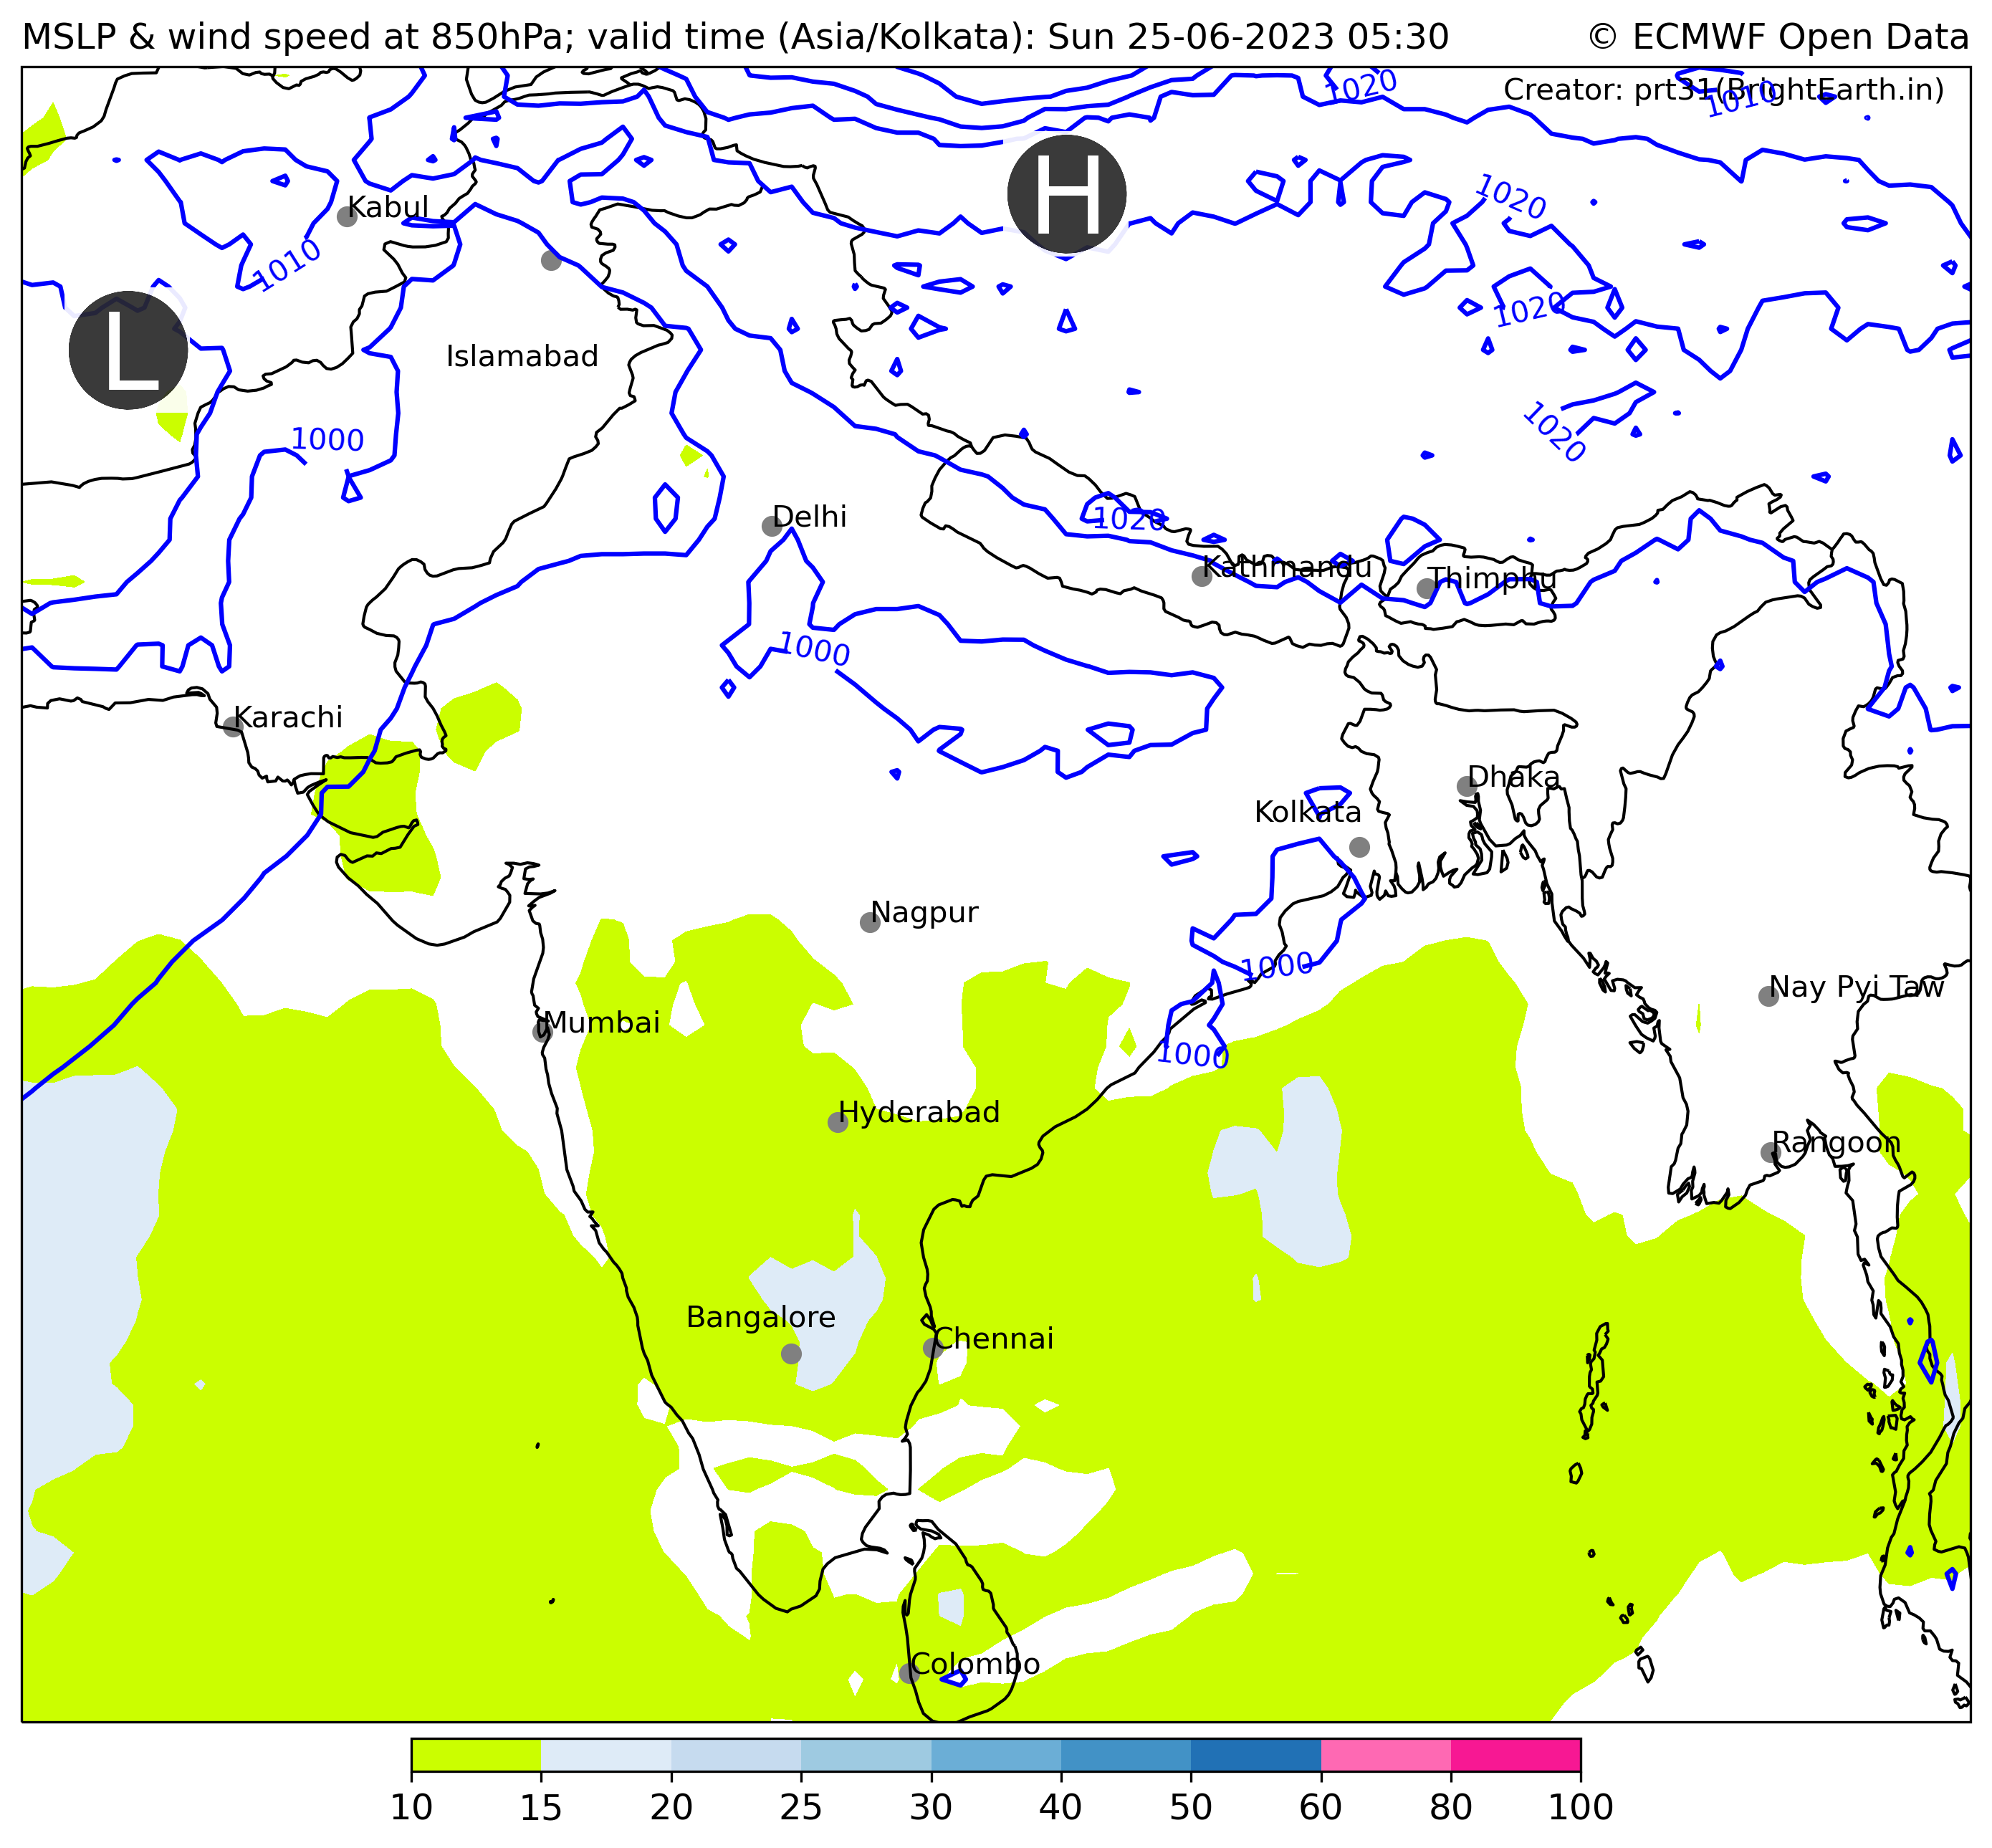 MSLP & wind speed at 850hPa; valid time (Asia/Kolkata): Sun 25-06-2023 05:30
© ECMWF Open Data
Creator: prt31(BrightEarth.in)
1020
1010
H
1020
Kabul
1010
1020
L
Islamabad
1020
1000
Delhi
1020
Kathmandu
Thimphu
1000
Karachi
Dhaka
Kolkata
Nagpur
1000
Nay Pyi Taw
Mumbai
1000
Hyderabad
Rangoon
Bangalore
Chennai
Colombo
10 15 20 25 30 40 50 60 80 100